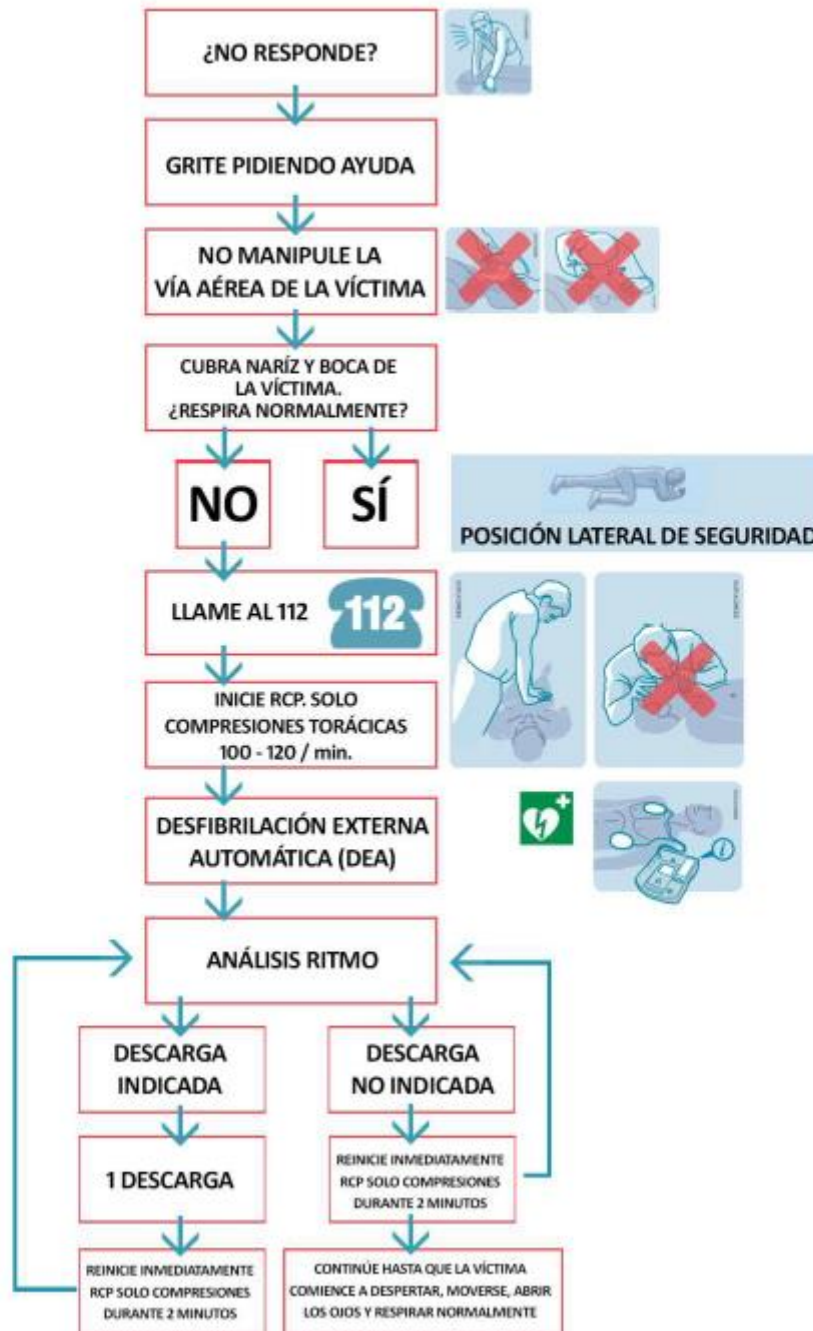 ¿NO RESPONDE?
GRITE PIDIENDO AYUDA
NO MANIPULE LA
VÍA AÉREA DE LA VÍCTIMA
CUBRA NARÍZ Y BOCA DE
LA VÍCTIMA.
¿RESPIRA NORMALMENTE?
NO
SÍ
POSICIÓN LATERAL DE SEGURIDAD
LLAME AL 112
112
INICIE RCP. SOLO
COMPRESIONES TORÁCICAS
100 - 120 / min.
DESFIBRILACIÓN EXTERNA
AUTOMÁTICA (DEA)
ANÁLISIS RITMO
DESCARGA
INDICADA
DESCARGA
NO INDICADA
1 DESCARGA
REINICIE INMEDIATAMENTE
RCP SOLO COMPRESIONES
DURANTE 2 MINUTOS
REINICIE INMEDIATAMENTE
RCP SOLO COMPRESIONES
DURANTE 2 MINUTOS
CONTINÚE HASTA QUE LA VÍCTIMA
COMIENCE A DESPERTAR, MOVERSE, ABRIR
LOS OJOS Y RESPIRAR NORMALMENTE